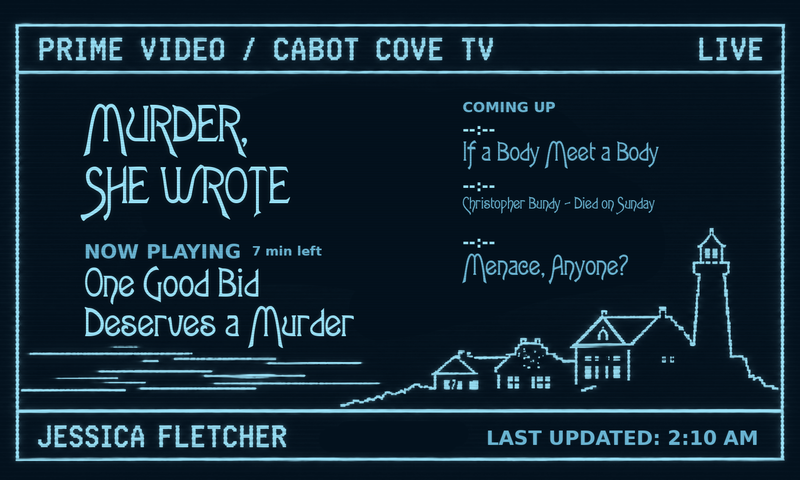 PRIME VIDEO / CABOT COVE TV
LIVE
MURDER,
SHE WROTE
NOW PLAYING 7 min left
One Good Bid
Deserves a Murder
COMING UP
--:--
If a Body Meet a Body
--:--
Christopher Bundy - Died on Sunday
--:--
Menace, Anyone?
JESSICA FLETCHER
LAST UPDATED: 2:10 AM